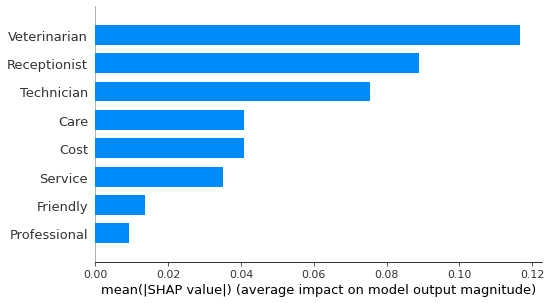 Veterinarian
Receptionist
Technician
Care
Cost
Service
Friendly
Professional
0.00 0.02 0.04 0.06 0.08 0.10 0.12
mean(|SHAP value|) (average impact on model output magnitude)